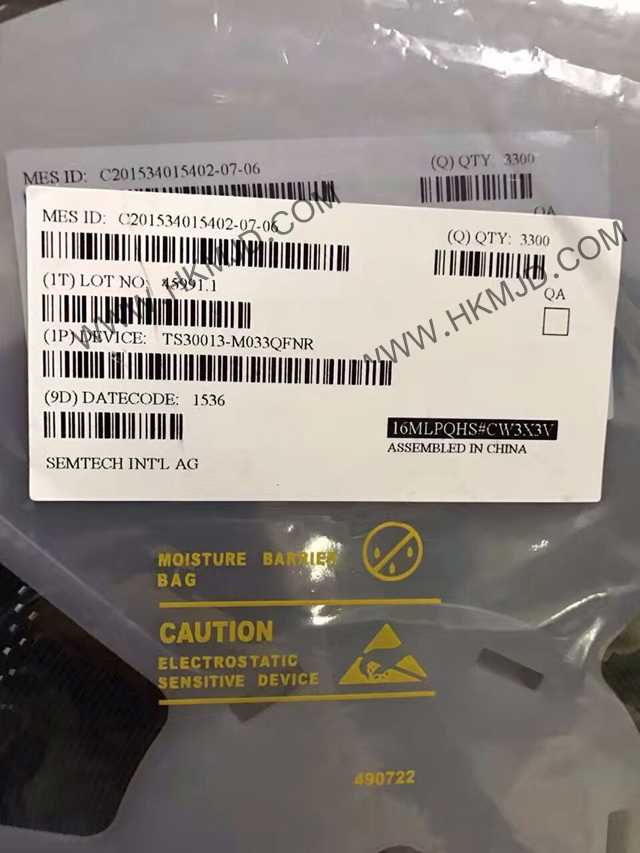 MES ID: C201534015402-07-06
(Q) QTY 3300
QA
MES ID: C201534015402-07-06
(Q) QTY: 3300
(1T) LOT NO: 45991.1
QA
(1P) DEVICE: TS30013-M033QFNR
(9D) DATECODE: 1536
16MLPQHS#CW3X3V
ASSEMBLED IN CHINA
SEMTECH INT'L AG
WWW.HKMJD.COM
WWW.HKMJD.COM
MOISTURE BARRIER
BAG
CAUTION
ELECTROSTATIC
SENSITIVE DEVICE
490722